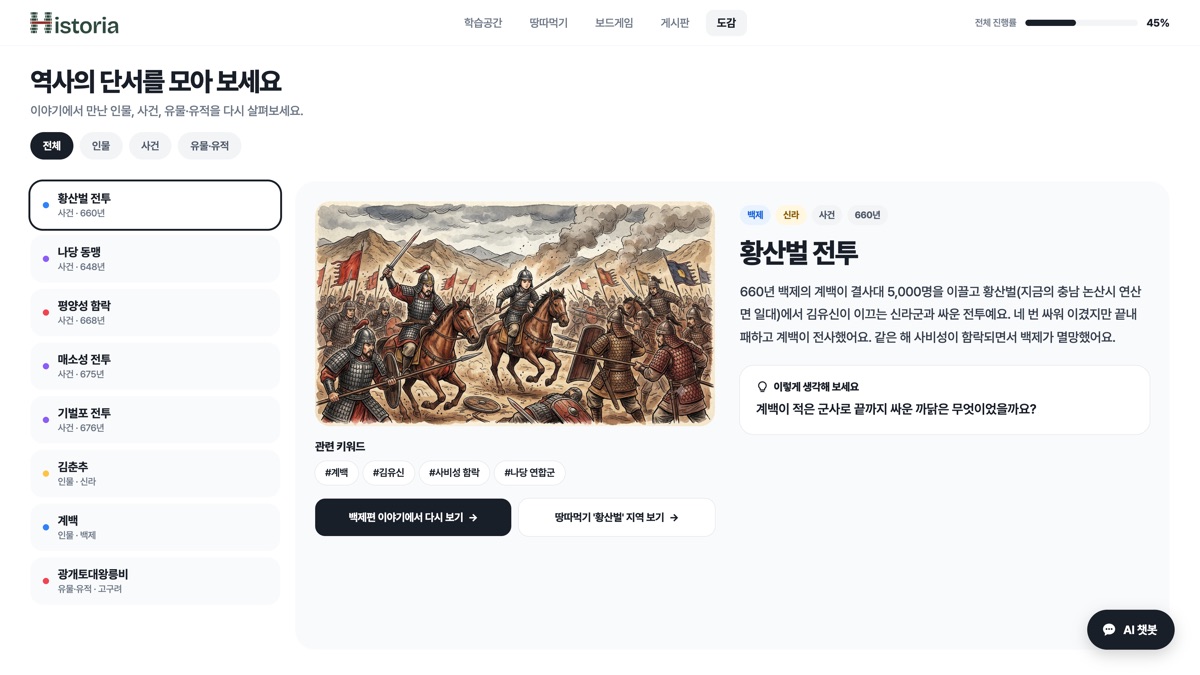 Historia
학습공간
땅따먹기
보드게임
게시판
도감
전체 진행률
45%
역사의 단서를 모아 보세요
이야기에서 만난 인물, 사건, 유물·유적을 다시 살펴보세요.
전체
인물
사건
유물·유적
황산벌 전투
사건 · 660년
나당 동맹
사건 · 648년
평양성 함락
사건 · 668년
매소성 전투
사건 · 675년
기벌포 전투
사건 · 676년
김춘추
인물 · 신라
계백
인물 · 백제
광개토대왕릉비
유물·유적 · 고구려
관련 키워드
#계백
#김유신
#사비성 함락
#나당 연합군
백제편 이야기에서 다시 보기 →
땅따먹기 '황산벌' 지역 보기 →
백제
신라
사건
660년
황산벌 전투
660년 백제의 계백이 결사대 5,000명을 이끌고 황산벌(지금의 충남 논산시 연산
면 일대)에서 김유신이 이끄는 신라군과 싸운 전투예요. 네 번 싸워 이겼지만 끝내
패하고 계백이 전사했어요. 같은 해 사비성이 함락되면서 백제가 멸망했어요.
이렇게 생각해 보세요
계백이 적은 군사로 끝까지 싸운 까닭은 무엇이었을까요?
AI 챗봇